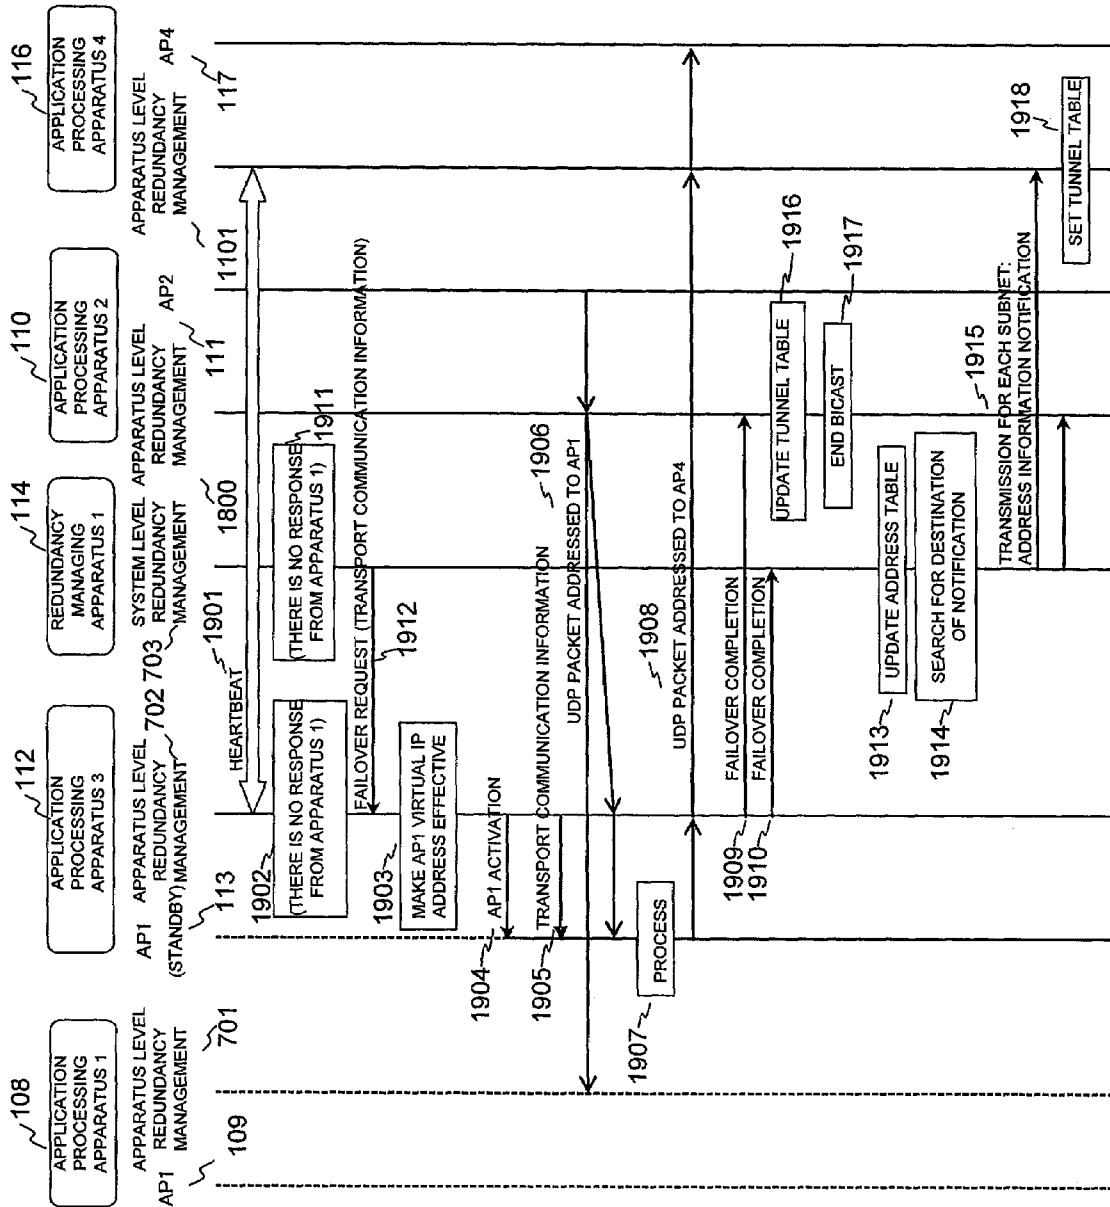 108
APPLICATION
PROCESSING
APPARATUS 1
AP1
APPARATUS LEVEL
REDUNDANCY
MANAGEMENT
109
701
112
APPLICATION
PROCESSING
APPARATUS 3
AP1
(STANDBY)
APPARATUS LEVEL
REDUNDANCY
MANAGEMENT
113
702
114
REDUNDANCY
MANAGING
APPARATUS 1
SYSTEM LEVEL
REDUNDANCY
MANAGEMENT
703
110
APPLICATION
PROCESSING
APPARATUS 2
APPARATUS LEVEL
REDUNDANCY
MANAGEMENT
AP2
1800
111
116
APPLICATION
PROCESSING
APPARATUS 4
APPARATUS LEVEL
REDUNDANCY
MANAGEMENT
AP4
1101
117
HEARTBEAT
1901
1902
(THERE IS NO RESPONSE
FROM APPARATUS 1)
(THERE IS NO RESPONSE
FROM APPARATUS 1)
1911
FAILOVER REQUEST (TRANSPORT COMMUNICATION INFORMATION)
1912
1903
MAKE AP1 VIRTUAL IP
ADDRESS EFFECTIVE
1904
AP1 ACTIVATION
1905
TRANSPORT COMMUNICATION INFORMATION
1906
UDP PACKET ADDRESSED TO AP1
1907
PROCESS
1908
UDP PACKET ADDRESSED TO AP4
FAILOVER COMPLETION
1909
FAILOVER COMPLETION
1910
UPDATE TUNNEL TABLE
1916
END BICAST
1917
1913
UPDATE ADDRESS TABLE
1914
SEARCH FOR DESTINATION
OF NOTIFICATION
1915
TRANSMISSION FOR EACH SUBNET:
ADDRESS INFORMATION NOTIFICATION
1918
SET TUNNEL TABLE